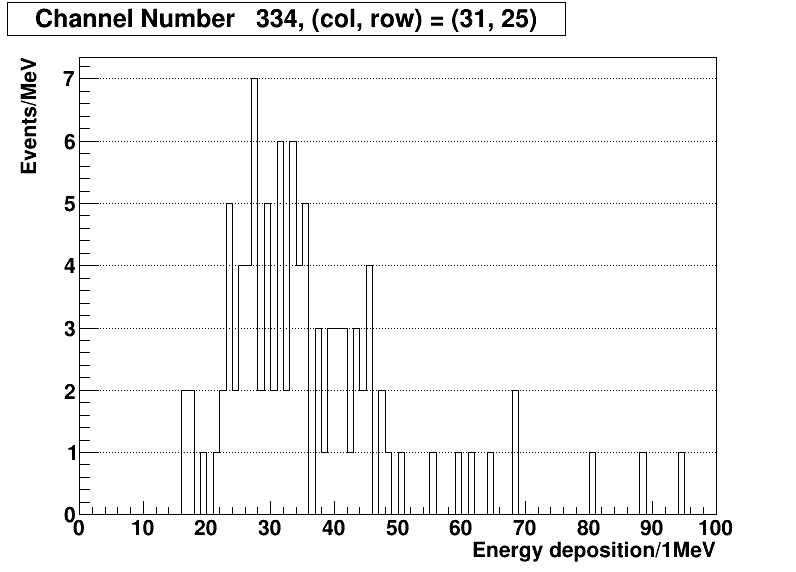 Channel Number 334, (col, row) = (31, 25)
Events/MeV
7
6
5
4
3
2
1
0
0 10 20 30 40 50 60 70 80 90 100
Energy deposition/1MeV